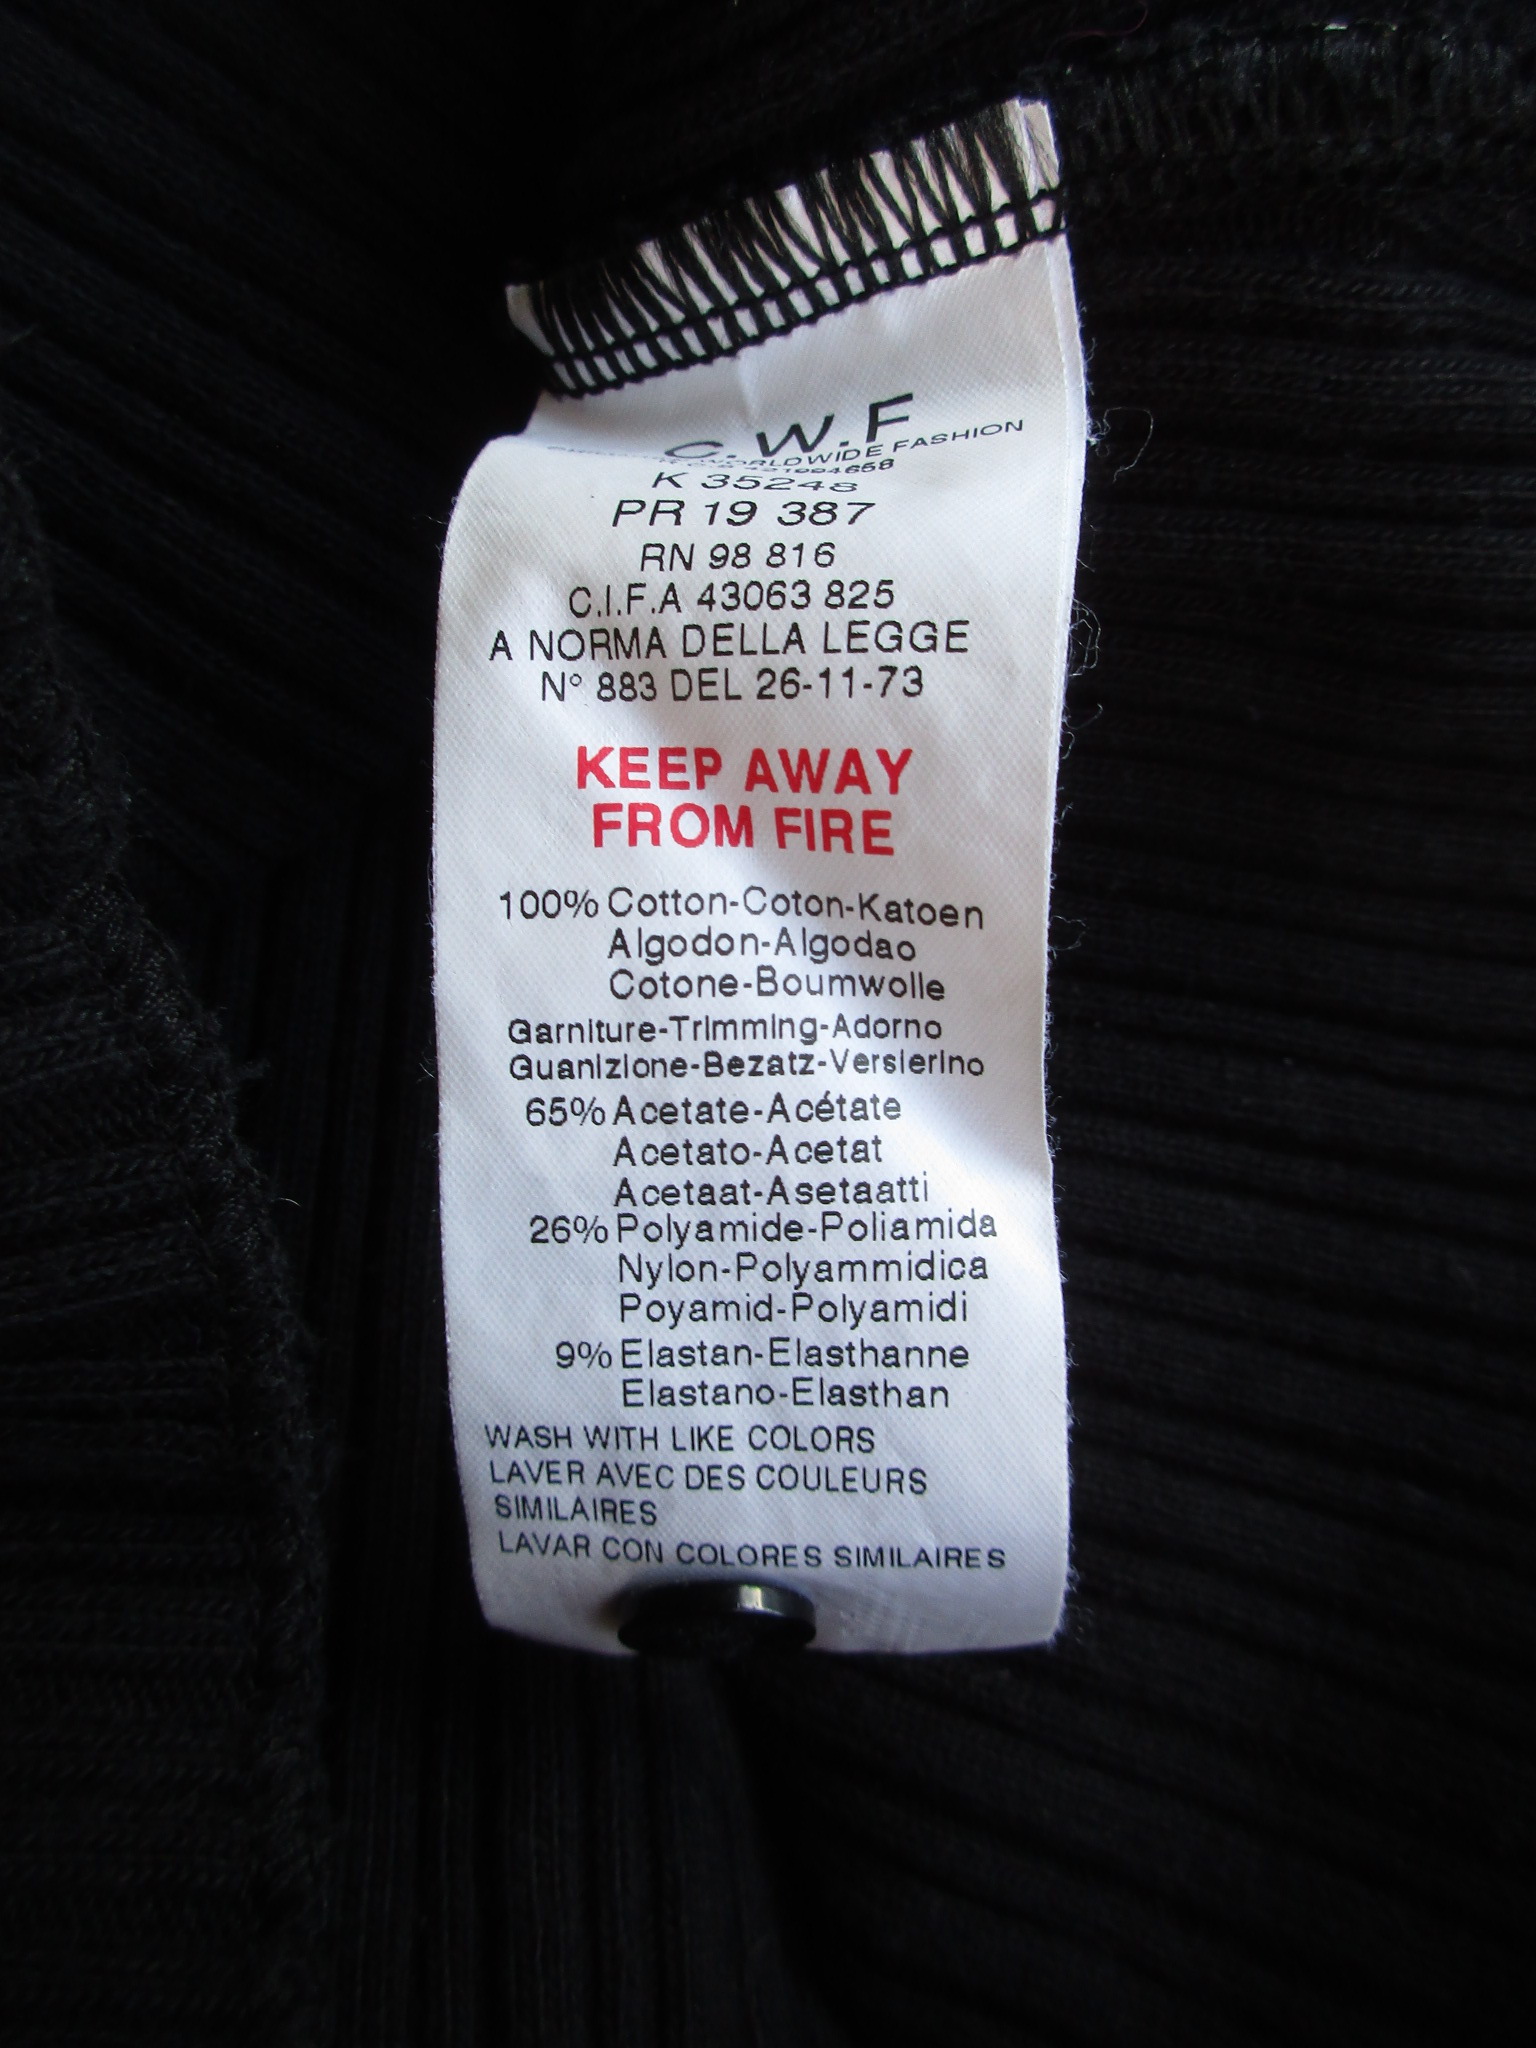 C.W.F
WORLDWIDE FASHION
K 35248
PR 19 387
RN 98 816
C.I.F.A 43063 825
A NORMA DELLA LEGGE
N° 883 DEL 26-11-73
KEEP AWAY
FROM FIRE
100% Cotton-Coton-Katoen
Algodon-Algodao
Cotone-Boumwolle
Garniture-Trimming-Adorno
Guanizione-Bezatz-Versierino
65% Acetate-Acétate
Acetato-Acetat
Acetaat-Asetaatti
26% Polyamide-Poliamida
Nylon-Polyammidica
Poyamid-Polyamidi
9% Elastan-Elasthanne
Elastano-Elasthan
WASH WITH LIKE COLORS
LAVER AVEC DES COULEURS
SIMILAIRES
LAVAR CON COLORES SIMILAIRES